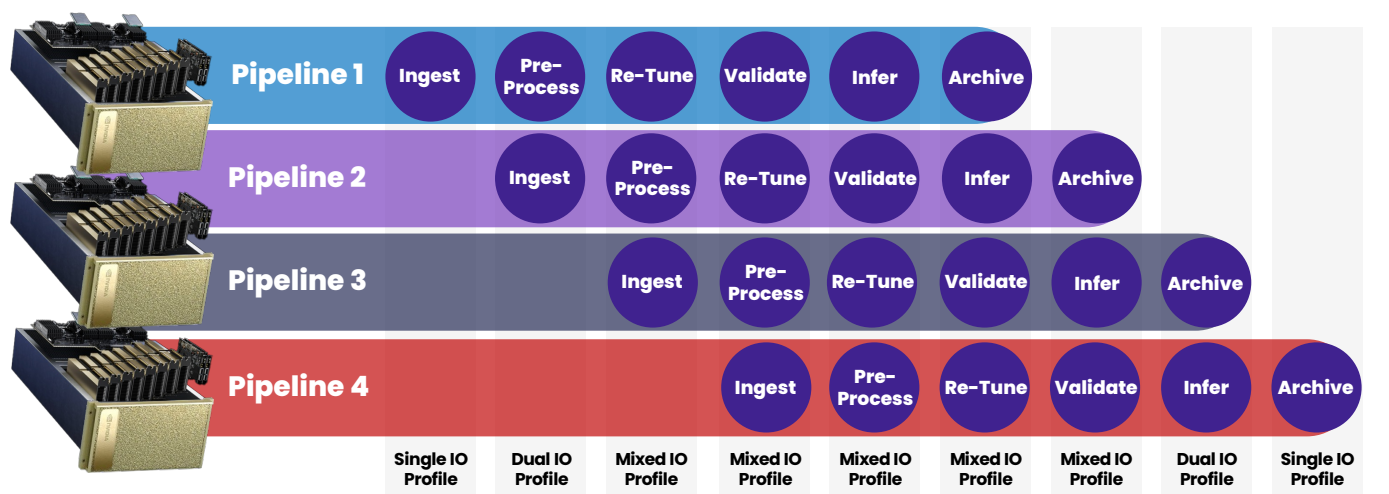 Pipeline 1
Ingest
Pre-
Process
Re-Tune
Validate
Infer
Archive
Pipeline 2
Ingest
Pre-
Process
Re-Tune
Validate
Infer
Archive
Pipeline 3
Ingest
Pre-
Process
Re-Tune
Validate
Infer
Archive
Pipeline 4
Ingest
Pre-
Process
Re-Tune
Validate
Infer
Archive
Single IO
Profile
Dual IO
Profile
Mixed IO
Profile
Mixed IO
Profile
Mixed IO
Profile
Mixed IO
Profile
Mixed IO
Profile
Dual IO
Profile
Single IO
Profile